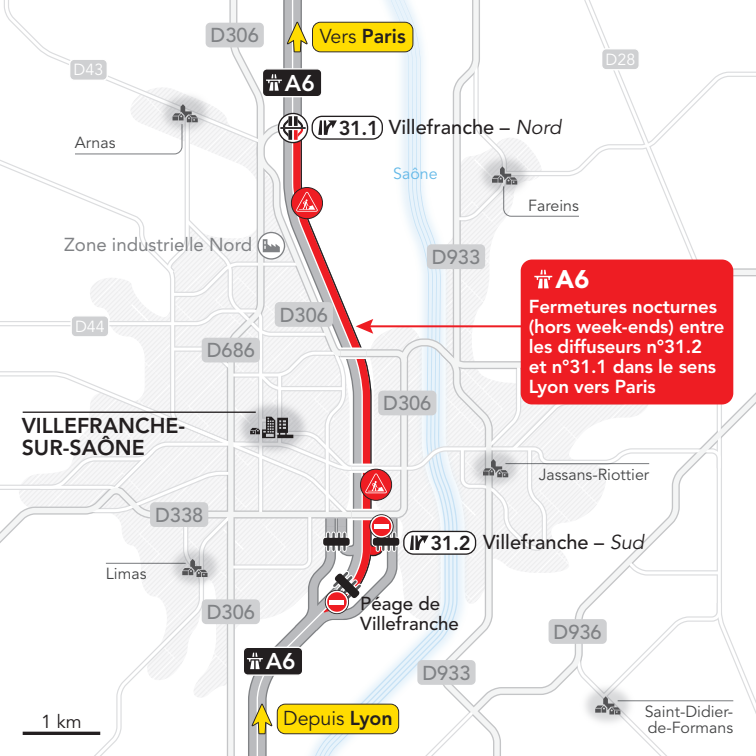 D306
Vers Paris
D43
A6
D28
31.1 Villefranche – Nord
Arnas
Saône
Fareins
Zone industrielle Nord
D933
A6
Fermetures nocturnes
(hors week-ends) entre
les diffuseurs n°31.2
et n°31.1 dans le sens
Lyon vers Paris
D306
D44
D686
D306
VILLEFRANCHE-
SUR-SAÔNE
Jassans-Riottier
D338
31.2 Villefranche – Sud
Limas
Péage de
Villefranche
D306
D936
A6
D933
Depuis Lyon
Saint-Didier-
de-Formans
1 km